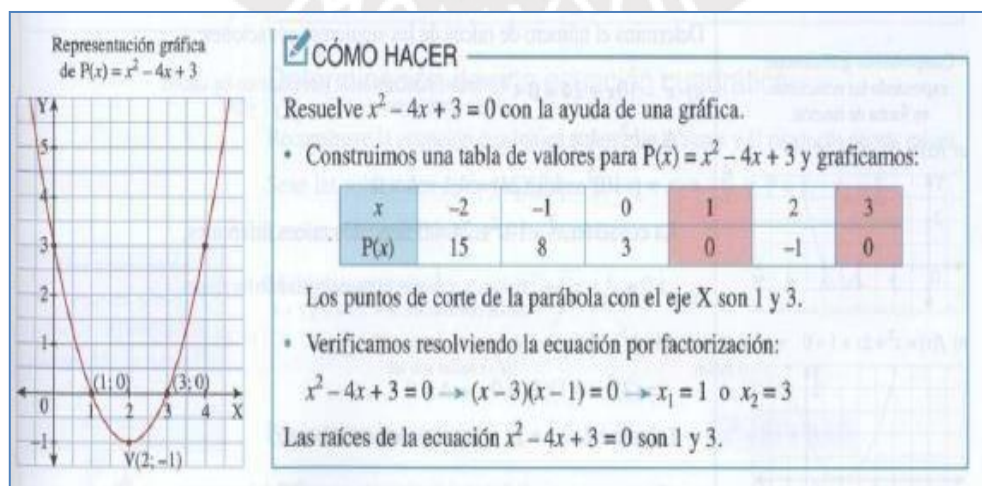 Representación gráfica
de P(x) = x² – 4x + 3
Y
5
4
3
2
1
(1; 0)
(3; 0)
0
1
2
3
4
X
–1
V(2; –1)
CÓMO HACER
Resuelve x² – 4x + 3 = 0 con la ayuda de una gráfica.
• Construimos una tabla de valores para P(x) = x² – 4x + 3 y graficamos:
x –2 –1 0 1 2 3
P(x) 15 8 3 0 –1 0
Los puntos de corte de la parábola con el eje X son 1 y 3.
• Verificamos resolviendo la ecuación por factorización:
x² – 4x + 3 = 0 → (x – 3)(x – 1) = 0 → x₁ = 1 o x₂ = 3
Las raíces de la ecuación x² – 4x + 3 = 0 son 1 y 3.